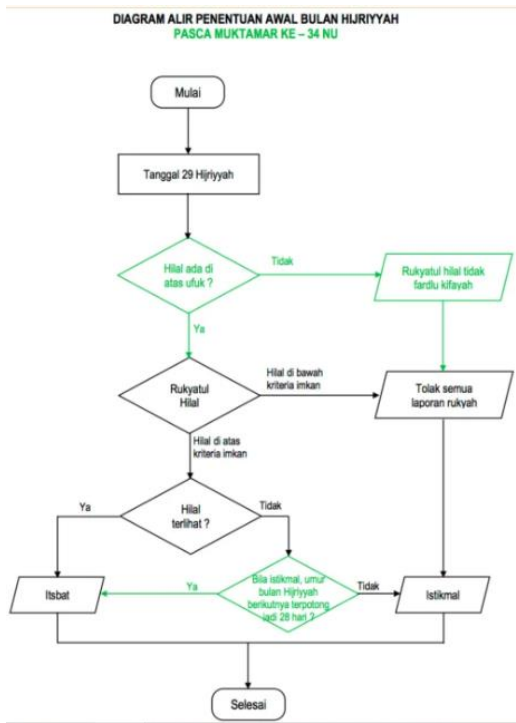 DIAGRAM ALIR PENENTUAN AWAL BULAN HIJRIYYAH
PASCA MUKTAMAR KE – 34 NU
Mulai
Tanggal 29 Hijriyyah
Hilal ada di
atas ufuk ?
Tidak
Rukyatul hilal tidak
fardlu kifayah
Ya
Rukyatul
Hilal
Hilal di bawah
kriteria imkan
Tolak semua
laporan rukyah
Hilal di atas
kriteria imkan
Hilal
terlihat ?
Ya
Tidak
Itsbat
Ya
Bila istikmal, umur
bulan Hijriyyah
berikutnya terpotong
jadi 28 hari ?
Tidak
Istikmal
Selesai